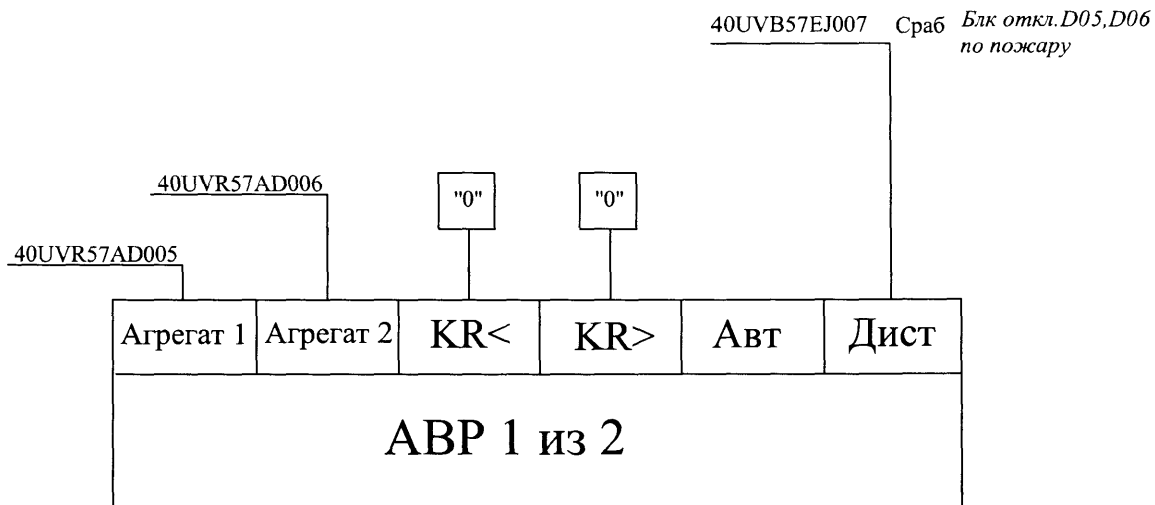 40UVB57EJ007 Сраб Блк откл.D05,D06
по пожару
40UVR57AD006
"0" "0"
40UVR57AD005
Агрегат 1 Агрегат 2 KR< KR> Авт Дист
АВР 1 из 2